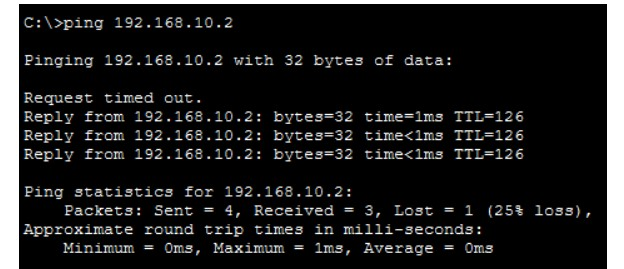 C:\>ping 192.168.10.2
Pinging 192.168.10.2 with 32 bytes of data:
Request timed out.
Reply from 192.168.10.2: bytes=32 time=1ms TTL=126
Reply from 192.168.10.2: bytes=32 time<1ms TTL=126
Reply from 192.168.10.2: bytes=32 time<1ms TTL=126
Ping statistics for 192.168.10.2:
Packets: Sent = 4, Received = 3, Lost = 1 (25% loss),
Approximate round trip times in milli-seconds:
Minimum = 0ms, Maximum = 1ms, Average = 0ms